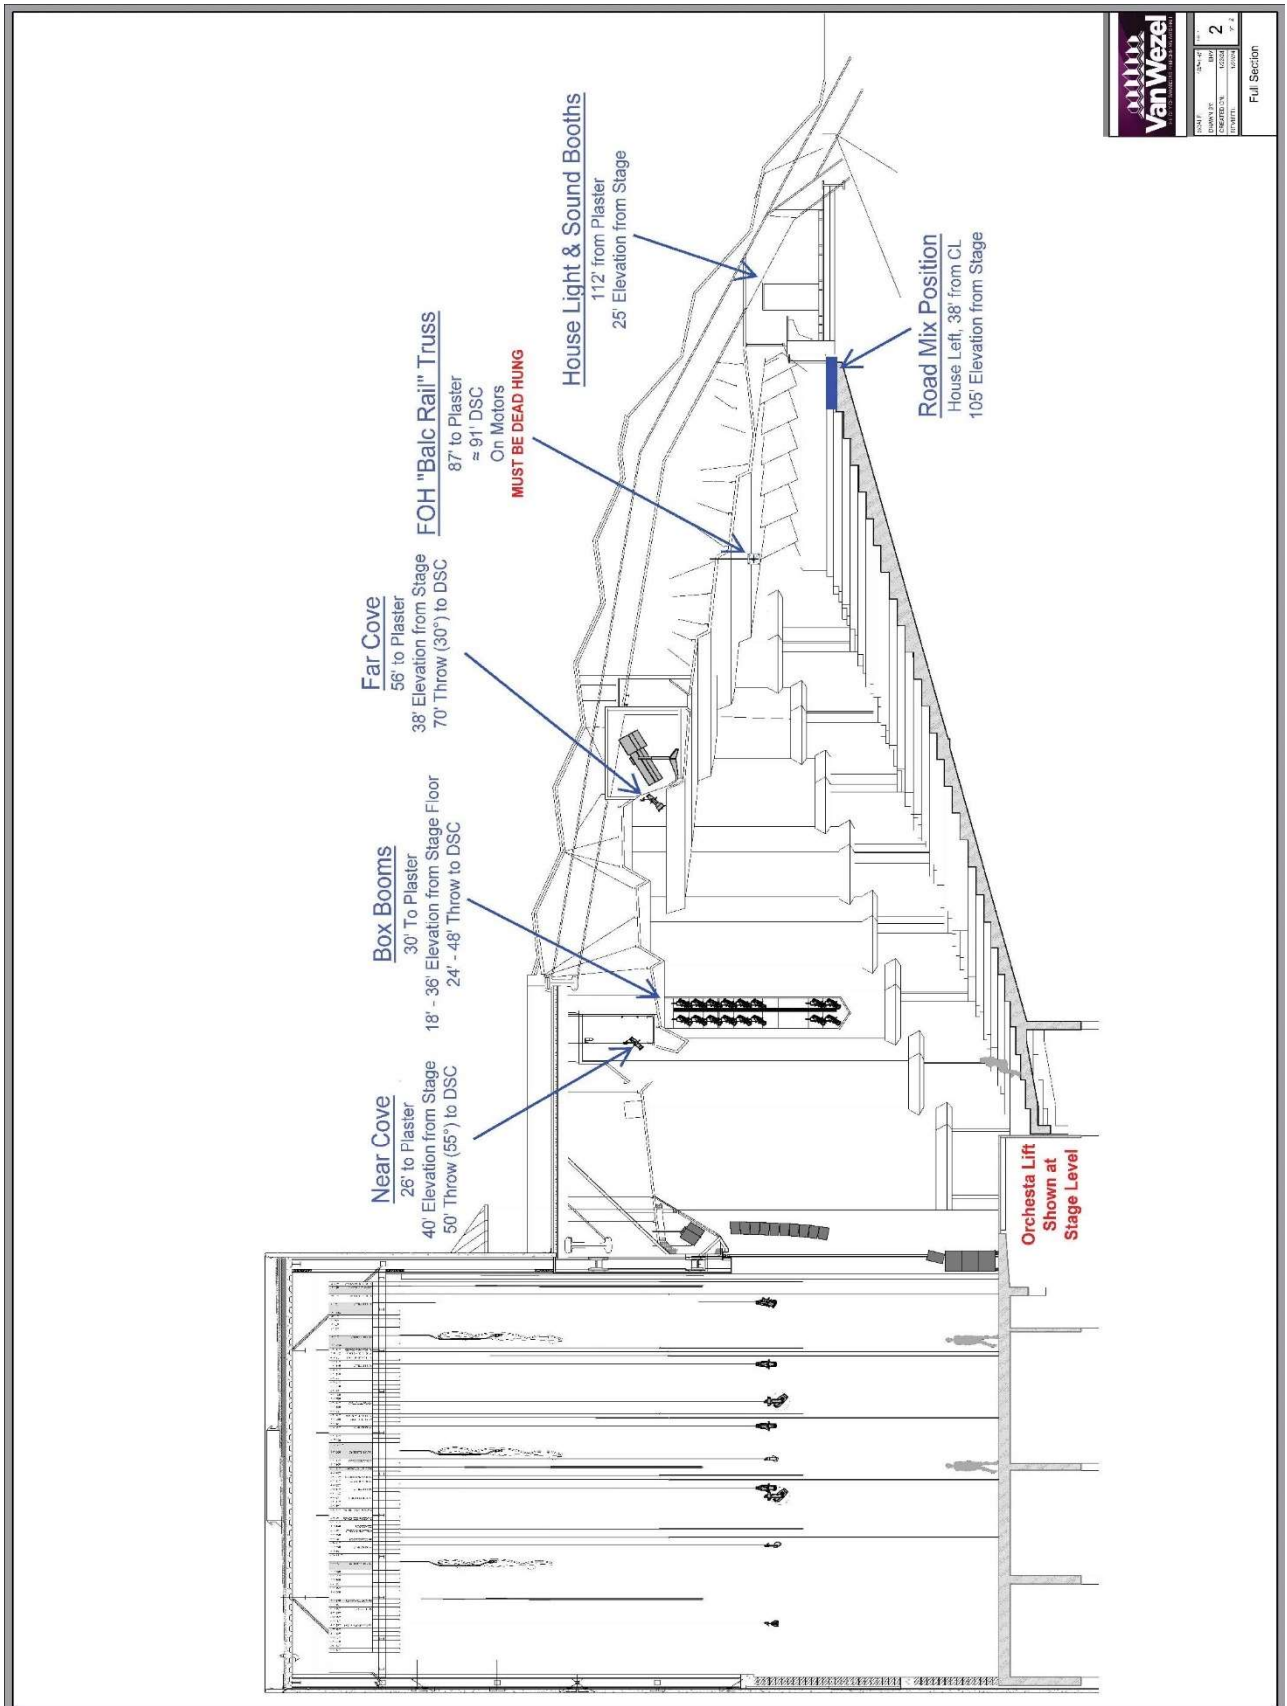 Near Cove
26' to Plaster
40' Elevation from Stage
50' Throw (55°) to DSC
Box Booms
30' To Plaster
18' - 36' Elevation from Stage Floor
24' - 48' Throw to DSC
Far Cove
56' to Plaster
38' Elevation from Stage
70' Throw (30°) to DSC
FOH "Balc Rail" Truss
87' to Plaster
≈ 91' DSC
On Motors
MUST BE DEAD HUNG
House Light & Sound Booths
112' from Plaster
25' Elevation from Stage
Road Mix Position
House Left, 38' from CL
105' Elevation from Stage
Orchesta Lift
Shown at
Stage Level
VanWezel
DRAWN BY:
CREATED ON:
2
Full Section